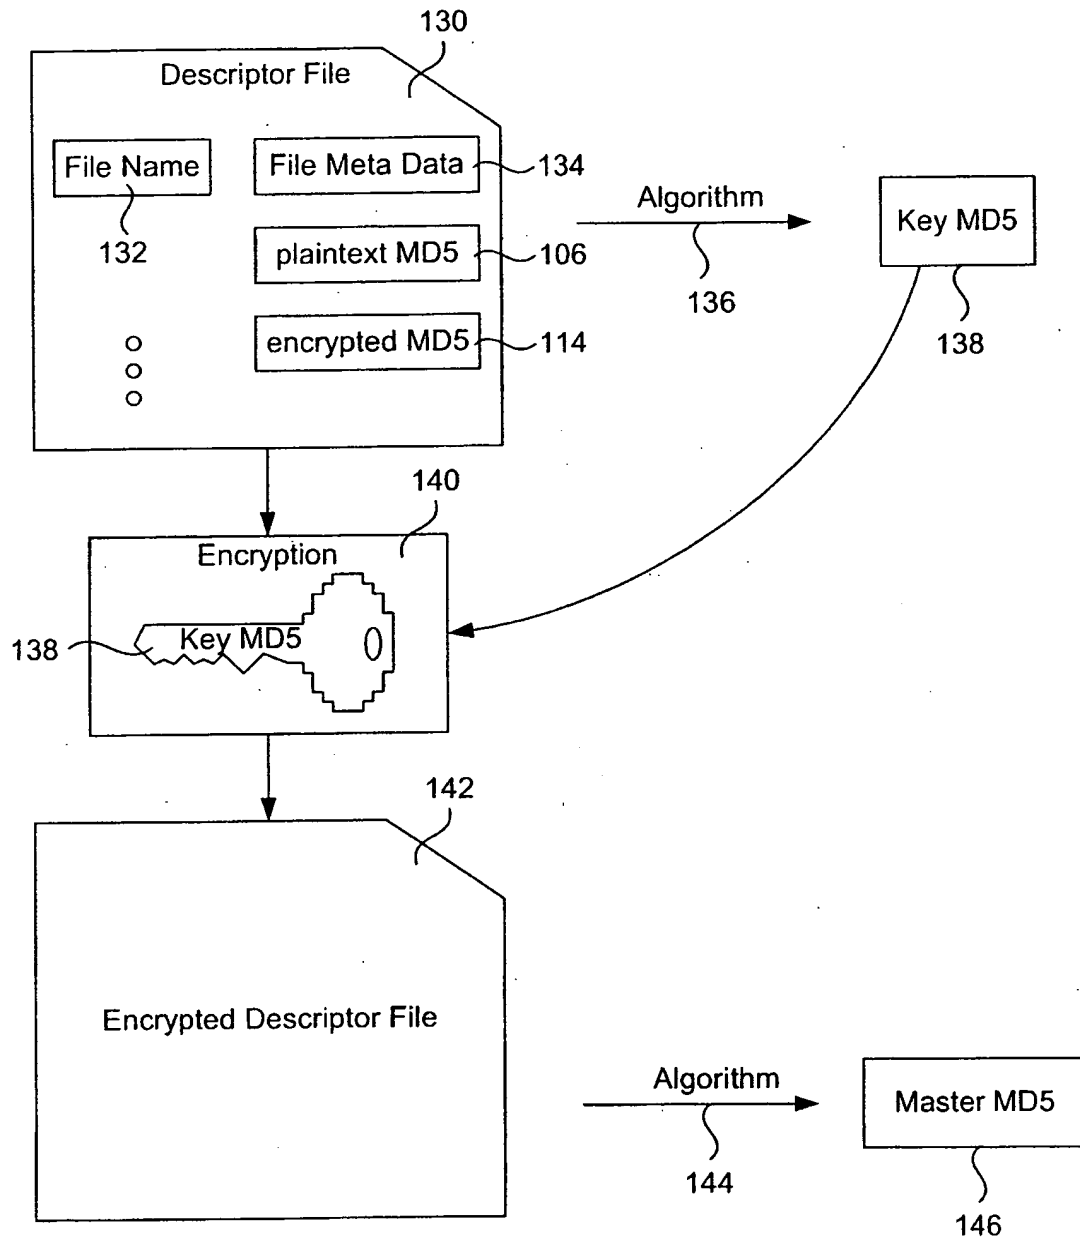 130
Descriptor File
File Name
File Meta Data
134
132
plaintext MD5
106
encrypted MD5
114
Algorithm
136
Key MD5
138
140
Encryption
Key MD5
138
142
Encrypted Descriptor File
Algorithm
144
Master MD5
146